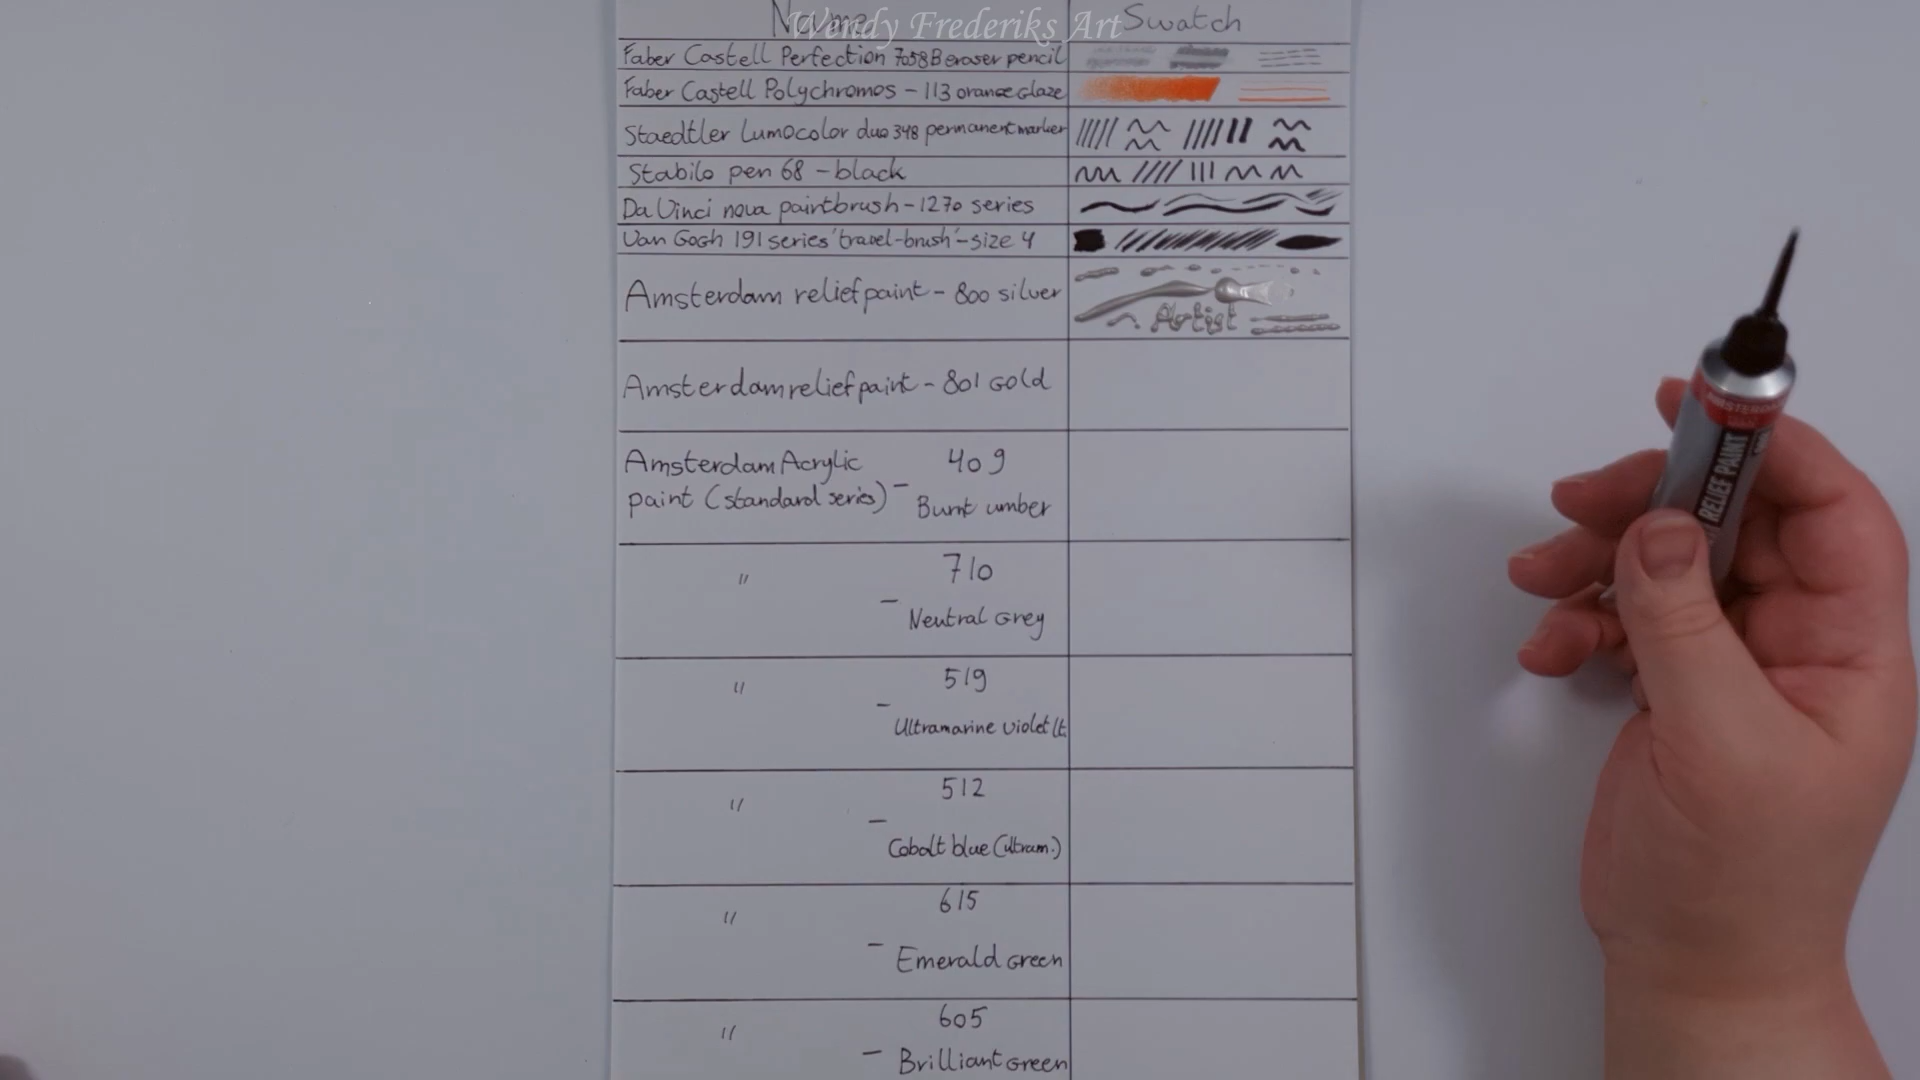 Name Swatch
Wendy Frederiks Art
Faber Castell Perfection 7058B eraser pencil
Faber Castell Polychromos - 113 orange Glaze
Staedtler Lumocolor duo 348 permanent marker
Stabilo pen 68 - black
Da Vinci nova paintbrush - 1270 series
Van Gogh 191 series 'travel-brush' - size 4
Amsterdam relief paint - 800 silver
Artist
Amsterdam relief paint - 801 Gold
Amsterdam Acrylic
paint (standard series) -
409
Burnt umber
" - 710
Neutral Grey
" - 519
Ultramarine violet lt.
" - 512
Cobalt blue (ultram.)
" - 615
Emerald Green
" - 605
Brilliant Green
RELIEF PAINT